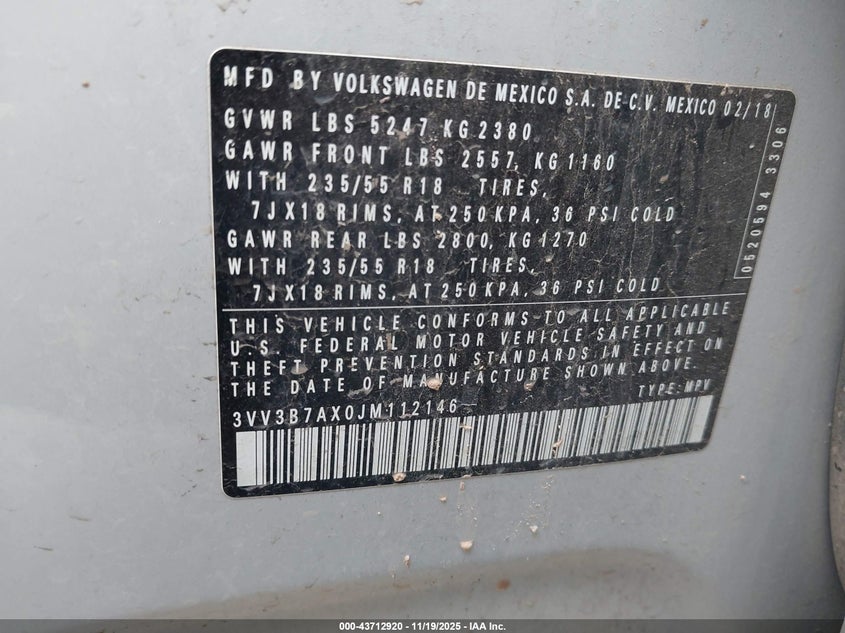 MFD BY VOLKSWAGEN DE MEXICO S.A. DE C.V. MEXICO 02/18
GVWR LBS 5247 KG 2380
GAWR FRONT LBS 2557, KG 1160
WITH 235/55 R18 TIRES,
7JX18 RIMS, AT 250 KPA, 36 PSI COLD
GAWR REAR LBS 2800, KG 1270
WITH 235/55 R18 TIRES,
7JX18 RIMS, AT 250 KPA, 36 PSI COLD
0520694 3306
THIS VEHICLE CONFORMS TO ALL APPLICABLE
U.S. FEDERAL MOTOR VEHICLE SAFETY AND
THEFT PREVENTION STANDARDS IN EFFECT ON
THE DATE OF MANUFACTURE SHOWN ABOVE.
TYPE: MPV
3VV3B7AX0JM112146
000-43712920 - 11/19/2025 - IAA Inc.